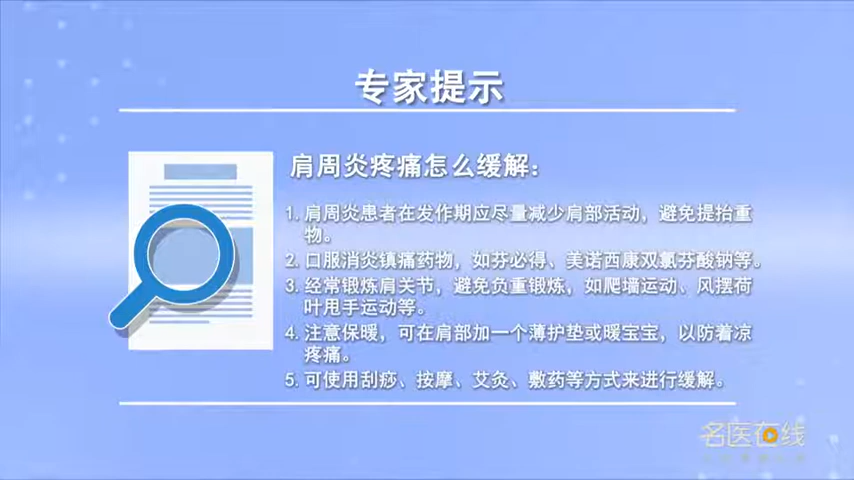 专家提示
肩周炎疼痛怎么缓解：
1. 肩周炎患者在发作期应尽量减少肩部活动，避免提抬重
物。
2. 口服消炎镇痛药物，如芬必得、美诺西康双氯芬酸钠等。
3. 经常锻炼肩关节，避免负重锻炼，如爬墙运动、风摆荷
叶甩手运动等。
4. 注意保暖，可在肩部加一个薄护垫或暖宝宝，以防着凉
疼痛。
5. 可使用刮痧、按摩、艾灸、敷药等方式来进行缓解。
名医在线